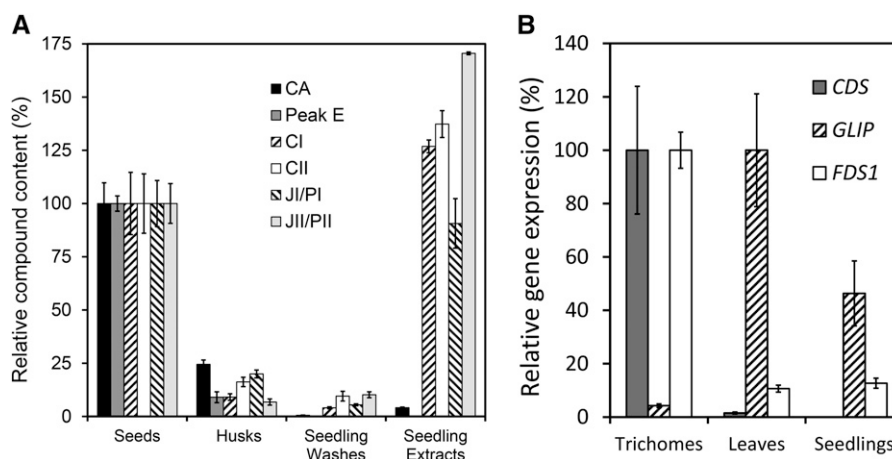 A
Relative compound content (%)
175
150
125
100
75
50
25
0
CA
Peak E
CI
CII
JI/PI
JII/PII
Seeds
Husks
Seedling
Washes
Seedling
Extracts
B
Relative gene expression (%)
140
120
100
80
60
40
20
0
CDS
GLIP
FDS1
Trichomes
Leaves
Seedlings